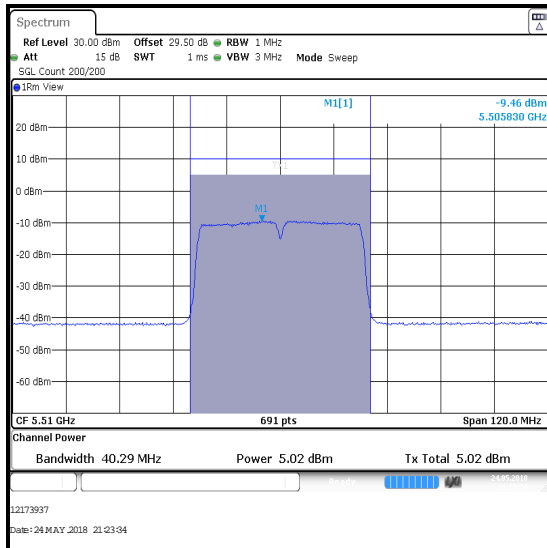 Spectrum
Ref Level 30.00 dBm Offset 29.50 dB RBW 1 MHz
Att 15 dB SWT 1 ms VBW 3 MHz Mode Sweep
SGL Count 200/200
1Rm View
M1[1] -9.46 dBm
5.505830 GHz
20 dBm
10 dBm
0 dBm
M1
-10 dBm
-20 dBm
-30 dBm
-40 dBm
-50 dBm
-60 dBm
CF 5.51 GHz 691 pts Span 120.0 MHz
Channel Power
Bandwidth 40.29 MHz Power 5.02 dBm Tx Total 5.02 dBm
Ready 24.05.2018
12173937
Date: 24 MAY 2018 21:23:34